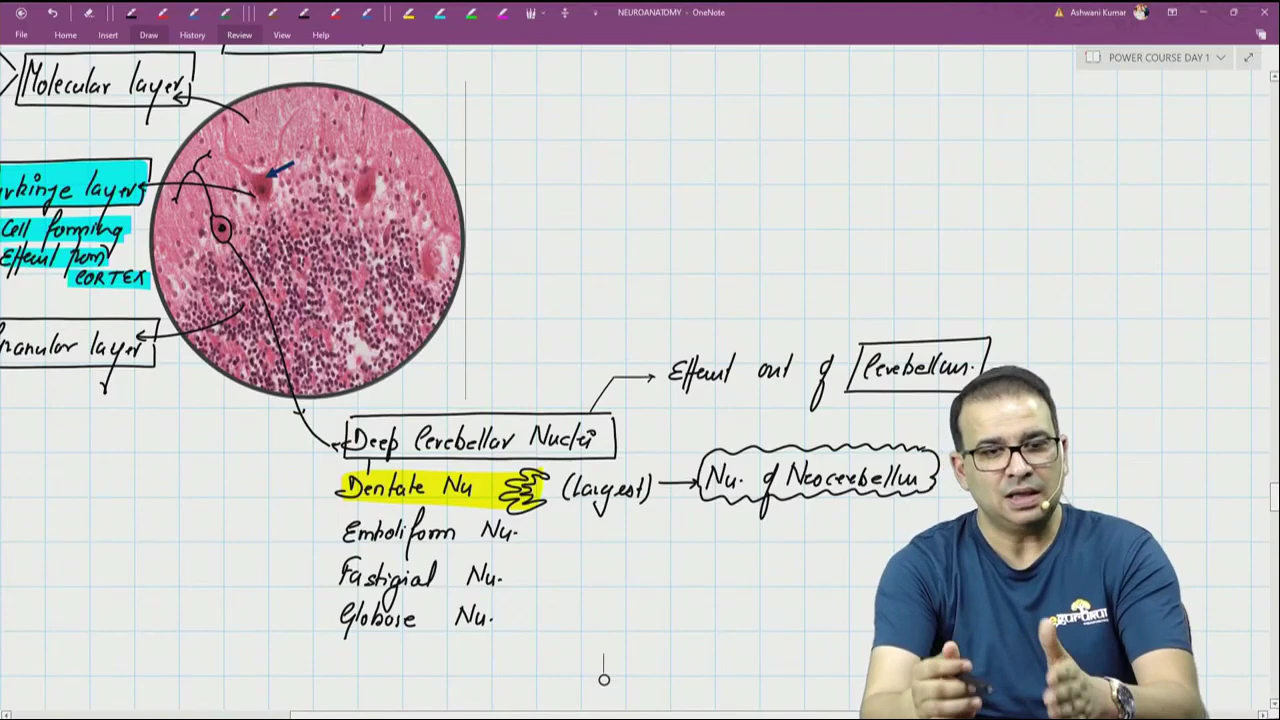 NEUROANATOMY - OneNote
Ashwani Kumar
File Home Insert Draw History Review View Help
POWER COURSE DAY 1
Molecular layer
urkinge layer
Cell forming
Efferent from
CORTEX
ranular layer
Efferent out of Cerebellum.
Deep Cerebellar Nuclei
Dentate Nu (largest) → Nu. of Neocerebellum
Emboliform Nu.
Fastigial Nu.
Globose Nu.
egurukul